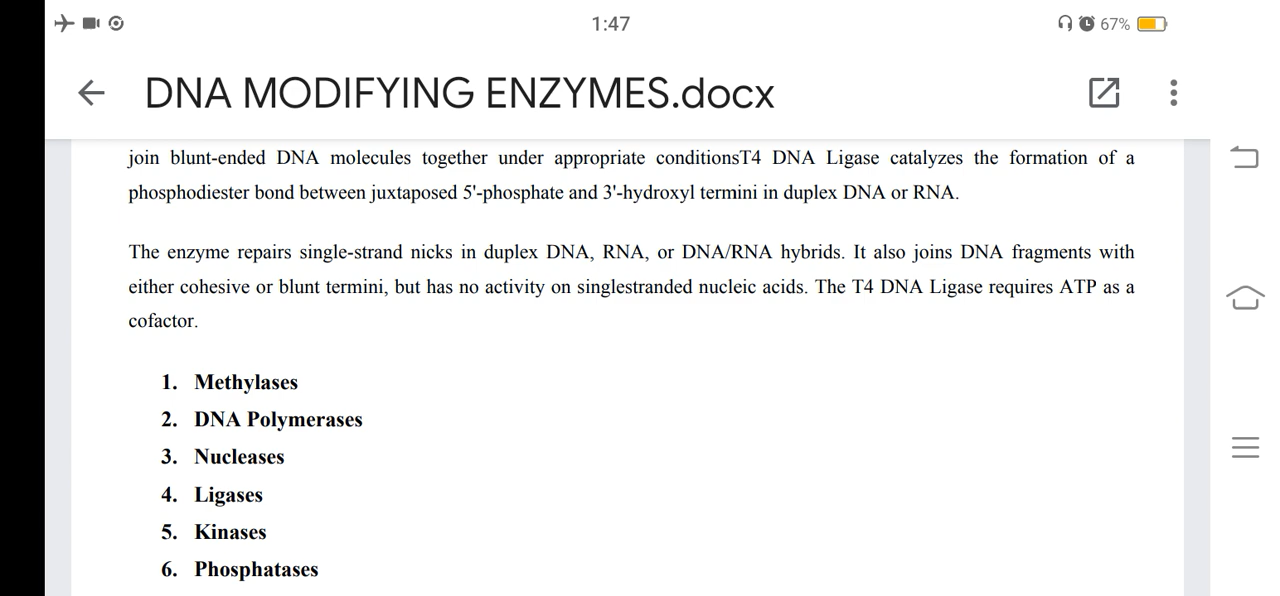 1:47
67%
DNA MODIFYING ENZYMES.docx
join blunt-ended DNA molecules together under appropriate conditionsT4 DNA Ligase catalyzes the formation of a
phosphodiester bond between juxtaposed 5'-phosphate and 3'-hydroxyl termini in duplex DNA or RNA.
The enzyme repairs single-strand nicks in duplex DNA, RNA, or DNA/RNA hybrids. It also joins DNA fragments with
either cohesive or blunt termini, but has no activity on singlestranded nucleic acids. The T4 DNA Ligase requires ATP as a
cofactor.
1. Methylases
2. DNA Polymerases
3. Nucleases
4. Ligases
5. Kinases
6. Phosphatases